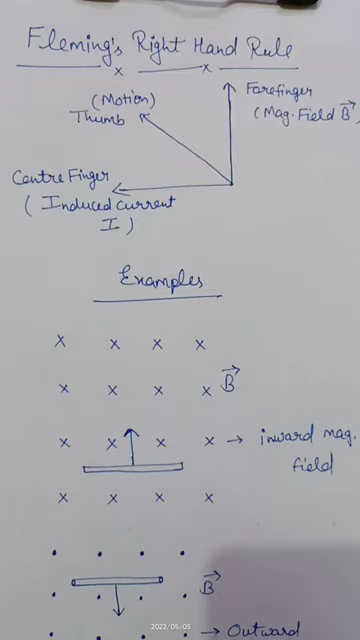 Fleming's Right Hand Rule
x x
(Motion)
Thumb
Forefinger
(Mag. Field B)
Centre Finger
(Induced current
I)
Examples
x x x x
x x x x B
x x x x → inward mag.
field
x x x x
B
2022/05/05
→ Outward